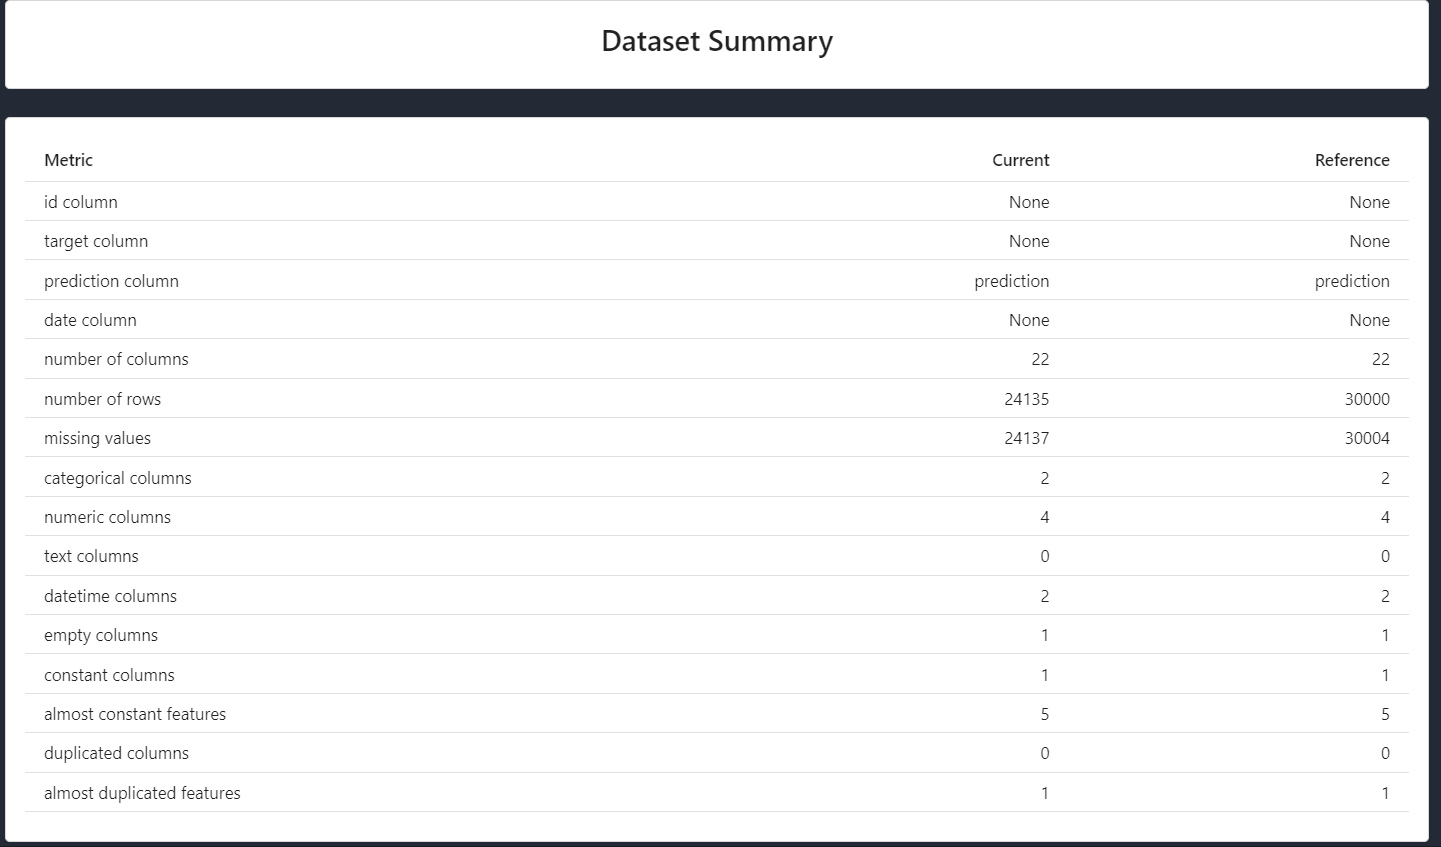 Dataset Summary
Metric Current Reference
id column None None
target column None None
prediction column prediction prediction
date column None None
number of columns 22 22
number of rows 24135 30000
missing values 24137 30004
categorical columns 2 2
numeric columns 4 4
text columns 0 0
datetime columns 2 2
empty columns 1 1
constant columns 1 1
almost constant features 5 5
duplicated columns 0 0
almost duplicated features 1 1